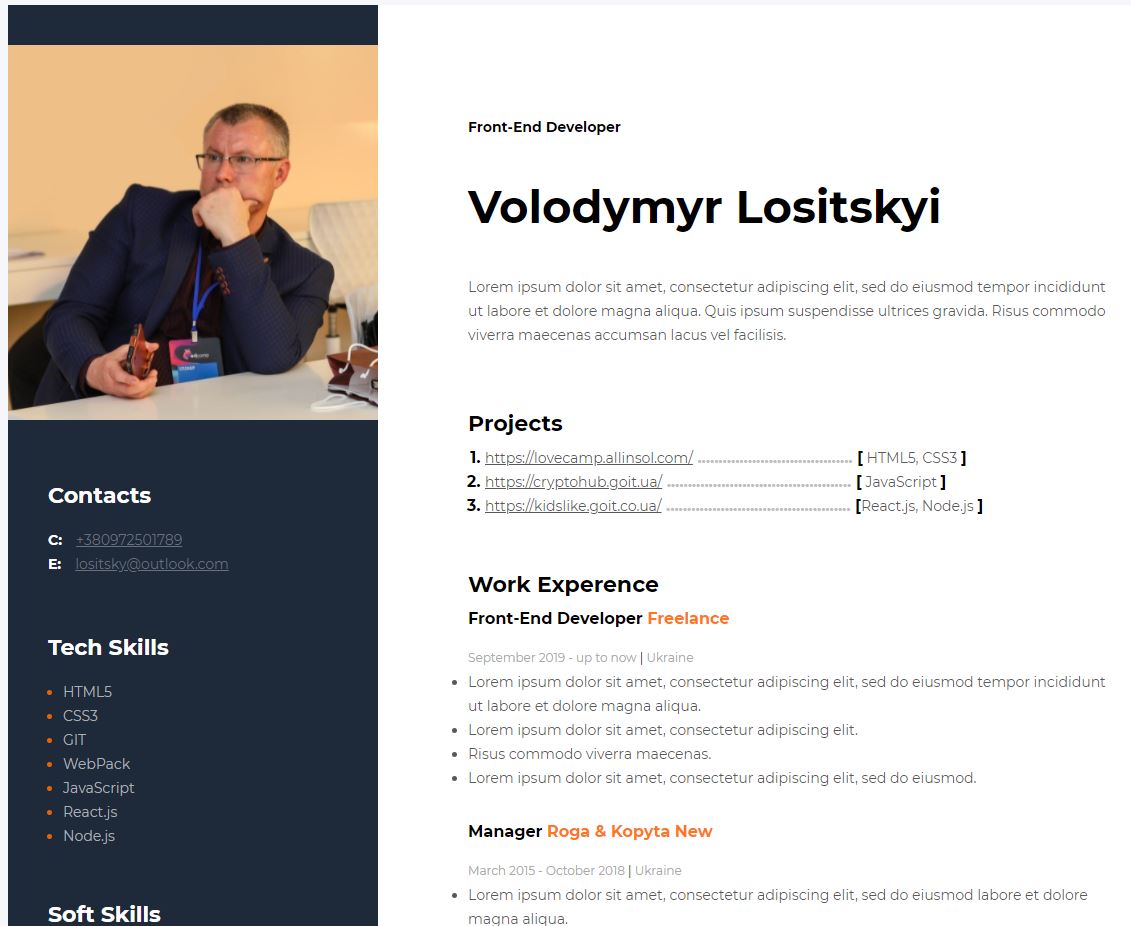 Contacts
C: +380972501789
E: lositsky@outlook.com
Tech Skills
HTML5
CSS3
GIT
WebPack
JavaScript
React.js
Node.js
Soft Skills
Front-End Developer
Volodymyr Lositskyi
Lorem ipsum dolor sit amet, consectetur adipiscing elit, sed do eiusmod tempor incididunt
ut labore et dolore magna aliqua. Quis ipsum suspendisse ultrices gravida. Risus commodo
viverra maecenas accumsan lacus vel facilisis.
Projects
1. https://lovecamp.allinsol.com/ ..................................... [ HTML5, CSS3 ]
2. https://cryptohub.goit.ua/ ............................................ [ JavaScript ]
3. https://kidslike.goit.co.ua/ ............................................ [React.js, Node.js ]
Work Experence
Front-End Developer Freelance
September 2019 - up to now | Ukraine
Lorem ipsum dolor sit amet, consectetur adipiscing elit, sed do eiusmod tempor incididunt
ut labore et dolore magna aliqua.
Lorem ipsum dolor sit amet, consectetur adipiscing elit.
Risus commodo viverra maecenas.
Lorem ipsum dolor sit amet, consectetur adipiscing elit, sed do eiusmod.
Manager Roga & Kopyta New
March 2015 - October 2018 | Ukraine
Lorem ipsum dolor sit amet, consectetur adipiscing elit, sed do eiusmod labore et dolore
magna aliqua.